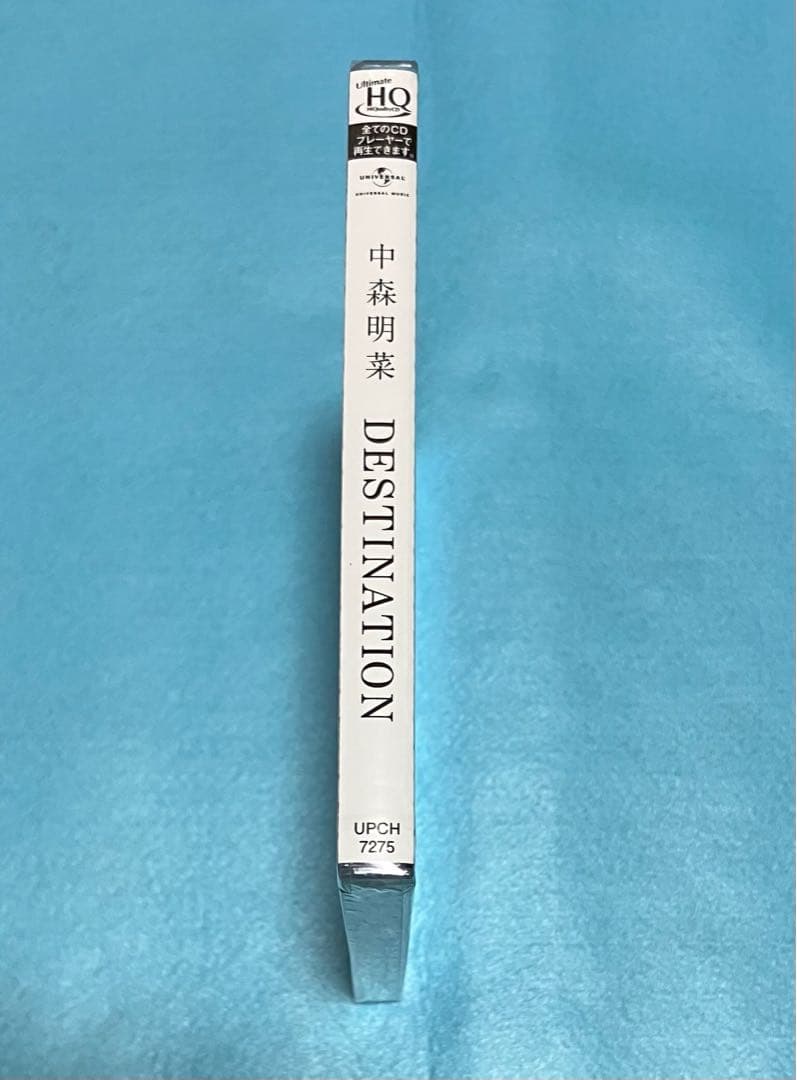 Ultimate
HQ
HiQualityCD
全てのCD
プレーヤーで
再生できます。
UNIVERSAL
UNIVERSAL MUSIC
中森明菜
DESTINATION
UPCH
7275